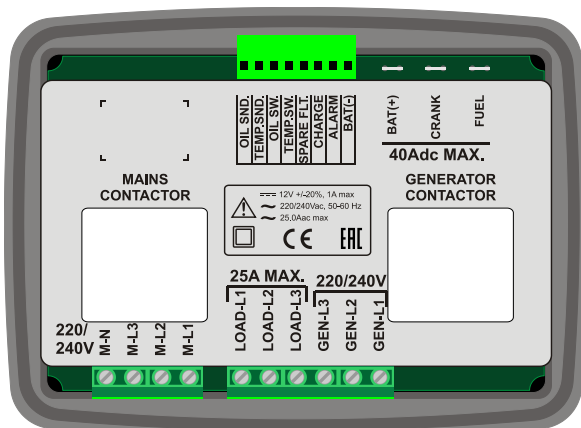 OIL SND.
TEMP.SND.
OIL SW.
TEMP.SW.
SPARE FLT.
CHARGE
ALARM
BAT(-)
BAT(+)
CRANK
FUEL
40Adc MAX.
MAINS
CONTACTOR
GENERATOR
CONTACTOR
12V +/-20%, 1A max
220/240Vac, 50-60 Hz
25.0Aac max
CE EAC
25A MAX.
220/240V
220/
240V
M-N
M-L3
M-L2
M-L1
LOAD-L1
LOAD-L2
LOAD-L3
GEN-L3
GEN-L2
GEN-L1